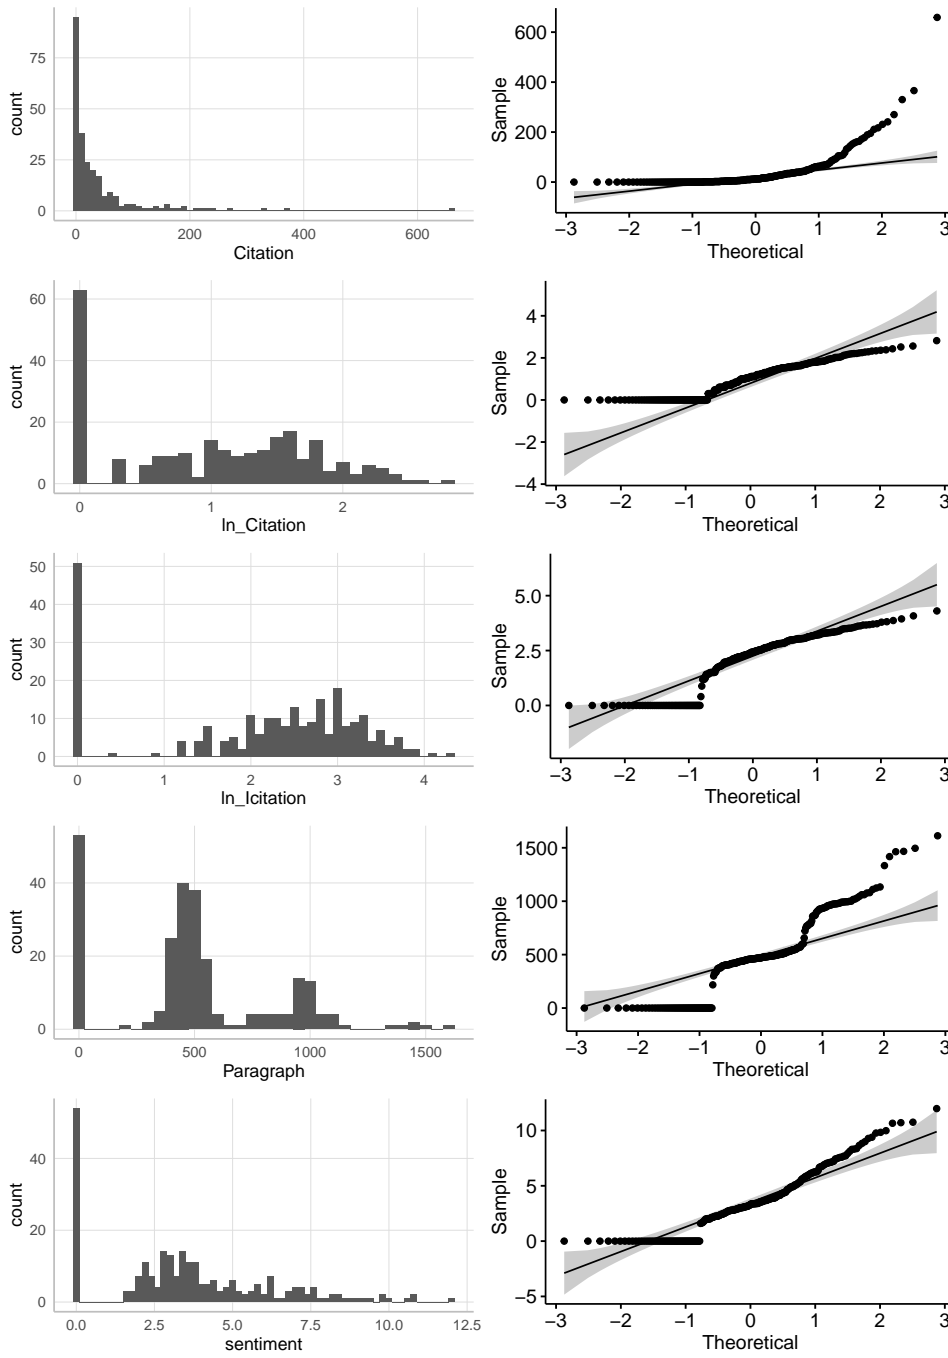 75
50
25
0
count
0 200 400 600
Citation
600
400
200
0
Sample
−3 −2 −1 0 1 2 3
Theoretical
60
40
20
0
count
0 1 2
ln_Citation
4
2
0
−2
−4
Sample
−3 −2 −1 0 1 2 3
Theoretical
50
40
30
20
10
0
count
0 1 2 3 4
ln_Icitation
5.0
2.5
0.0
Sample
−3 −2 −1 0 1 2 3
Theoretical
40
20
0
count
0 500 1000 1500
Paragraph
1500
1000
500
0
Sample
−3 −2 −1 0 1 2 3
Theoretical
40
20
0
count
0.0 2.5 5.0 7.5 10.0 12.5
sentiment
10
5
0
−5
Sample
−3 −2 −1 0 1 2 3
Theoretical